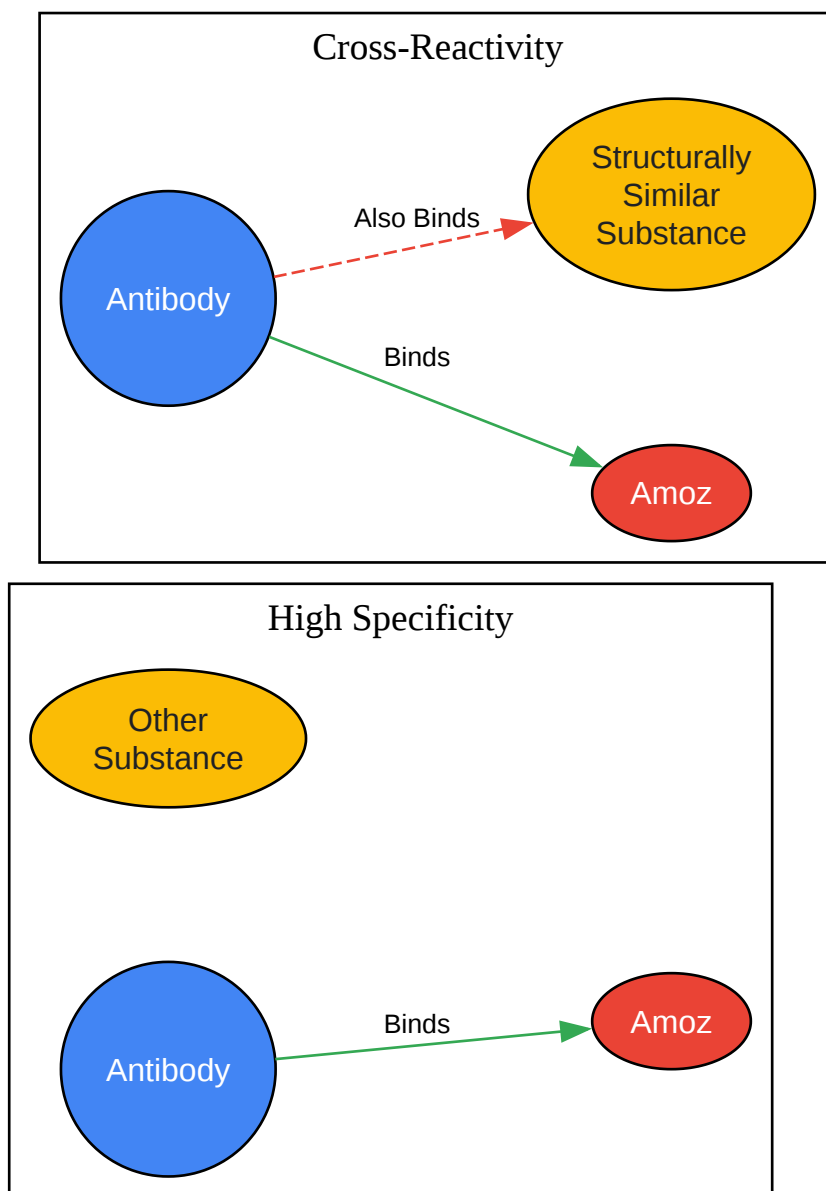 Cross-Reactivity
Structurally
Similar
Substance
Also Binds
Antibody
Binds
Amoz
High Specificity
Other
Substance
Binds
Amoz
Antibody